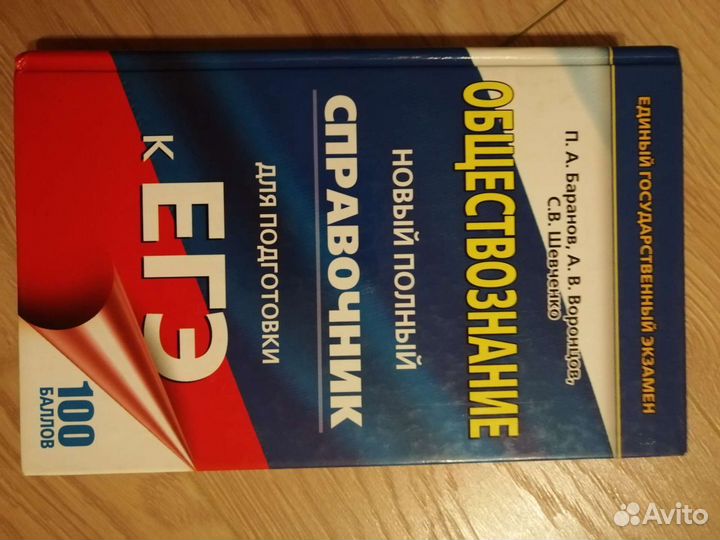 ЕДИНЫЙ ГОСУДАРСТВЕННЫЙ ЭКЗАМЕН
П. А. Баранов, А. В. Воронцов,
С.В. Шевченко
ОБЩЕСТВОЗНАНИЕ
НОВЫЙ ПОЛНЫЙ
СПРАВОЧНИК
ДЛЯ ПОДГОТОВКИ
К ЕГЭ
100
БАЛЛОВ
Avito